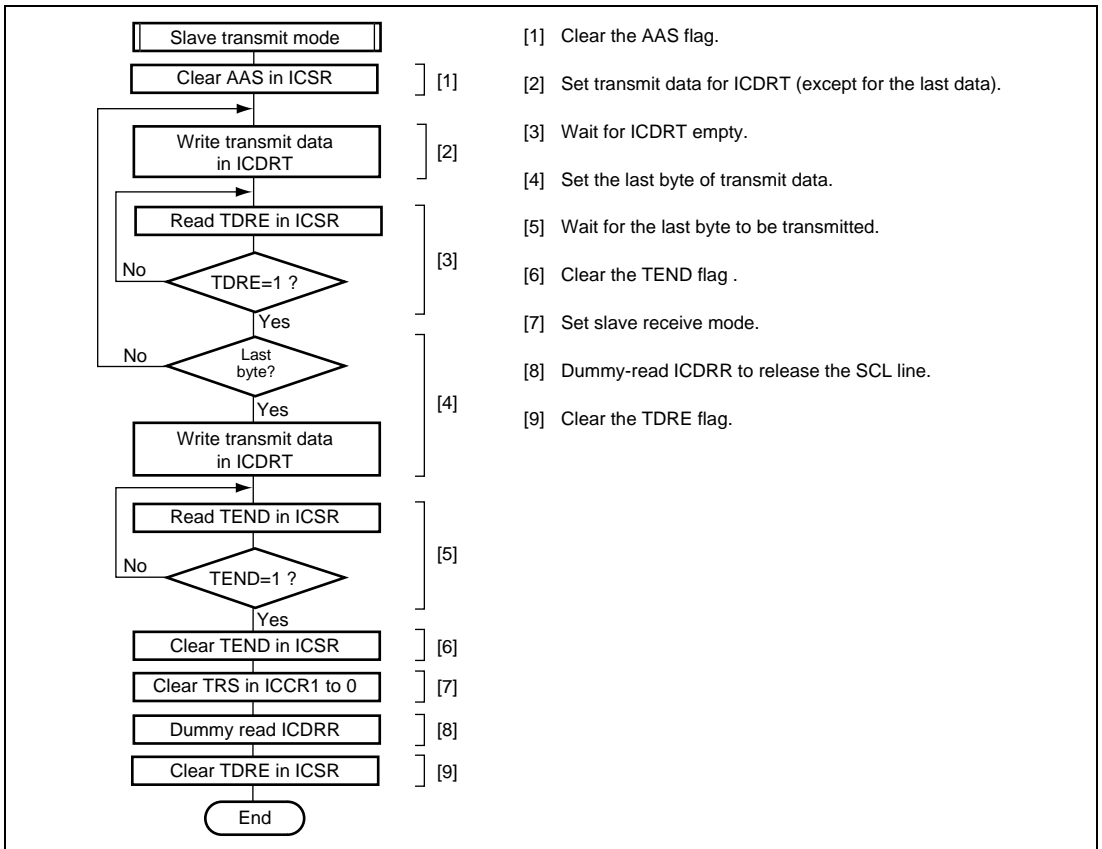 Slave transmit mode
Clear AAS in ICSR
[1]
Write transmit data
in ICDRT
[2]
Read TDRE in ICSR
No
TDRE=1 ?
[3]
Yes
No
Last
byte?
Yes
[4]
Write transmit data
in ICDRT
Read TEND in ICSR
No
TEND=1 ?
[5]
Yes
Clear TEND in ICSR
[6]
Clear TRS in ICCR1 to 0
[7]
Dummy read ICDRR
[8]
Clear TDRE in ICSR
[9]
End
[1] Clear the AAS flag.
[2] Set transmit data for ICDRT (except for the last data).
[3] Wait for ICDRT empty.
[4] Set the last byte of transmit data.
[5] Wait for the last byte to be transmitted.
[6] Clear the TEND flag .
[7] Set slave receive mode.
[8] Dummy-read ICDRR to release the SCL line.
[9] Clear the TDRE flag.